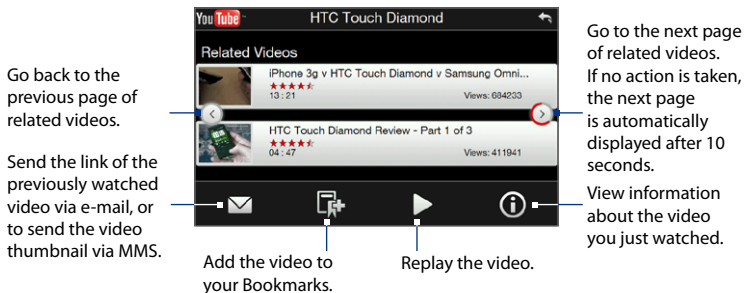 You Tube
HTC Touch Diamond
Related Videos
iPhone 3g v HTC Touch Diamond v Samsung Omni...
13 : 21
Views: 684233
HTC Touch Diamond Review - Part 1 of 3
04 : 47
Views: 411941
Go back to the
previous page of
related videos.
Send the link of the
previously watched
video via e-mail, or
to send the video
thumbnail via MMS.
Add the video to
your Bookmarks.
Replay the video.
Go to the next page
of related videos.
If no action is taken,
the next page
is automatically
displayed after 10
seconds.
View information
about the video
you just watched.